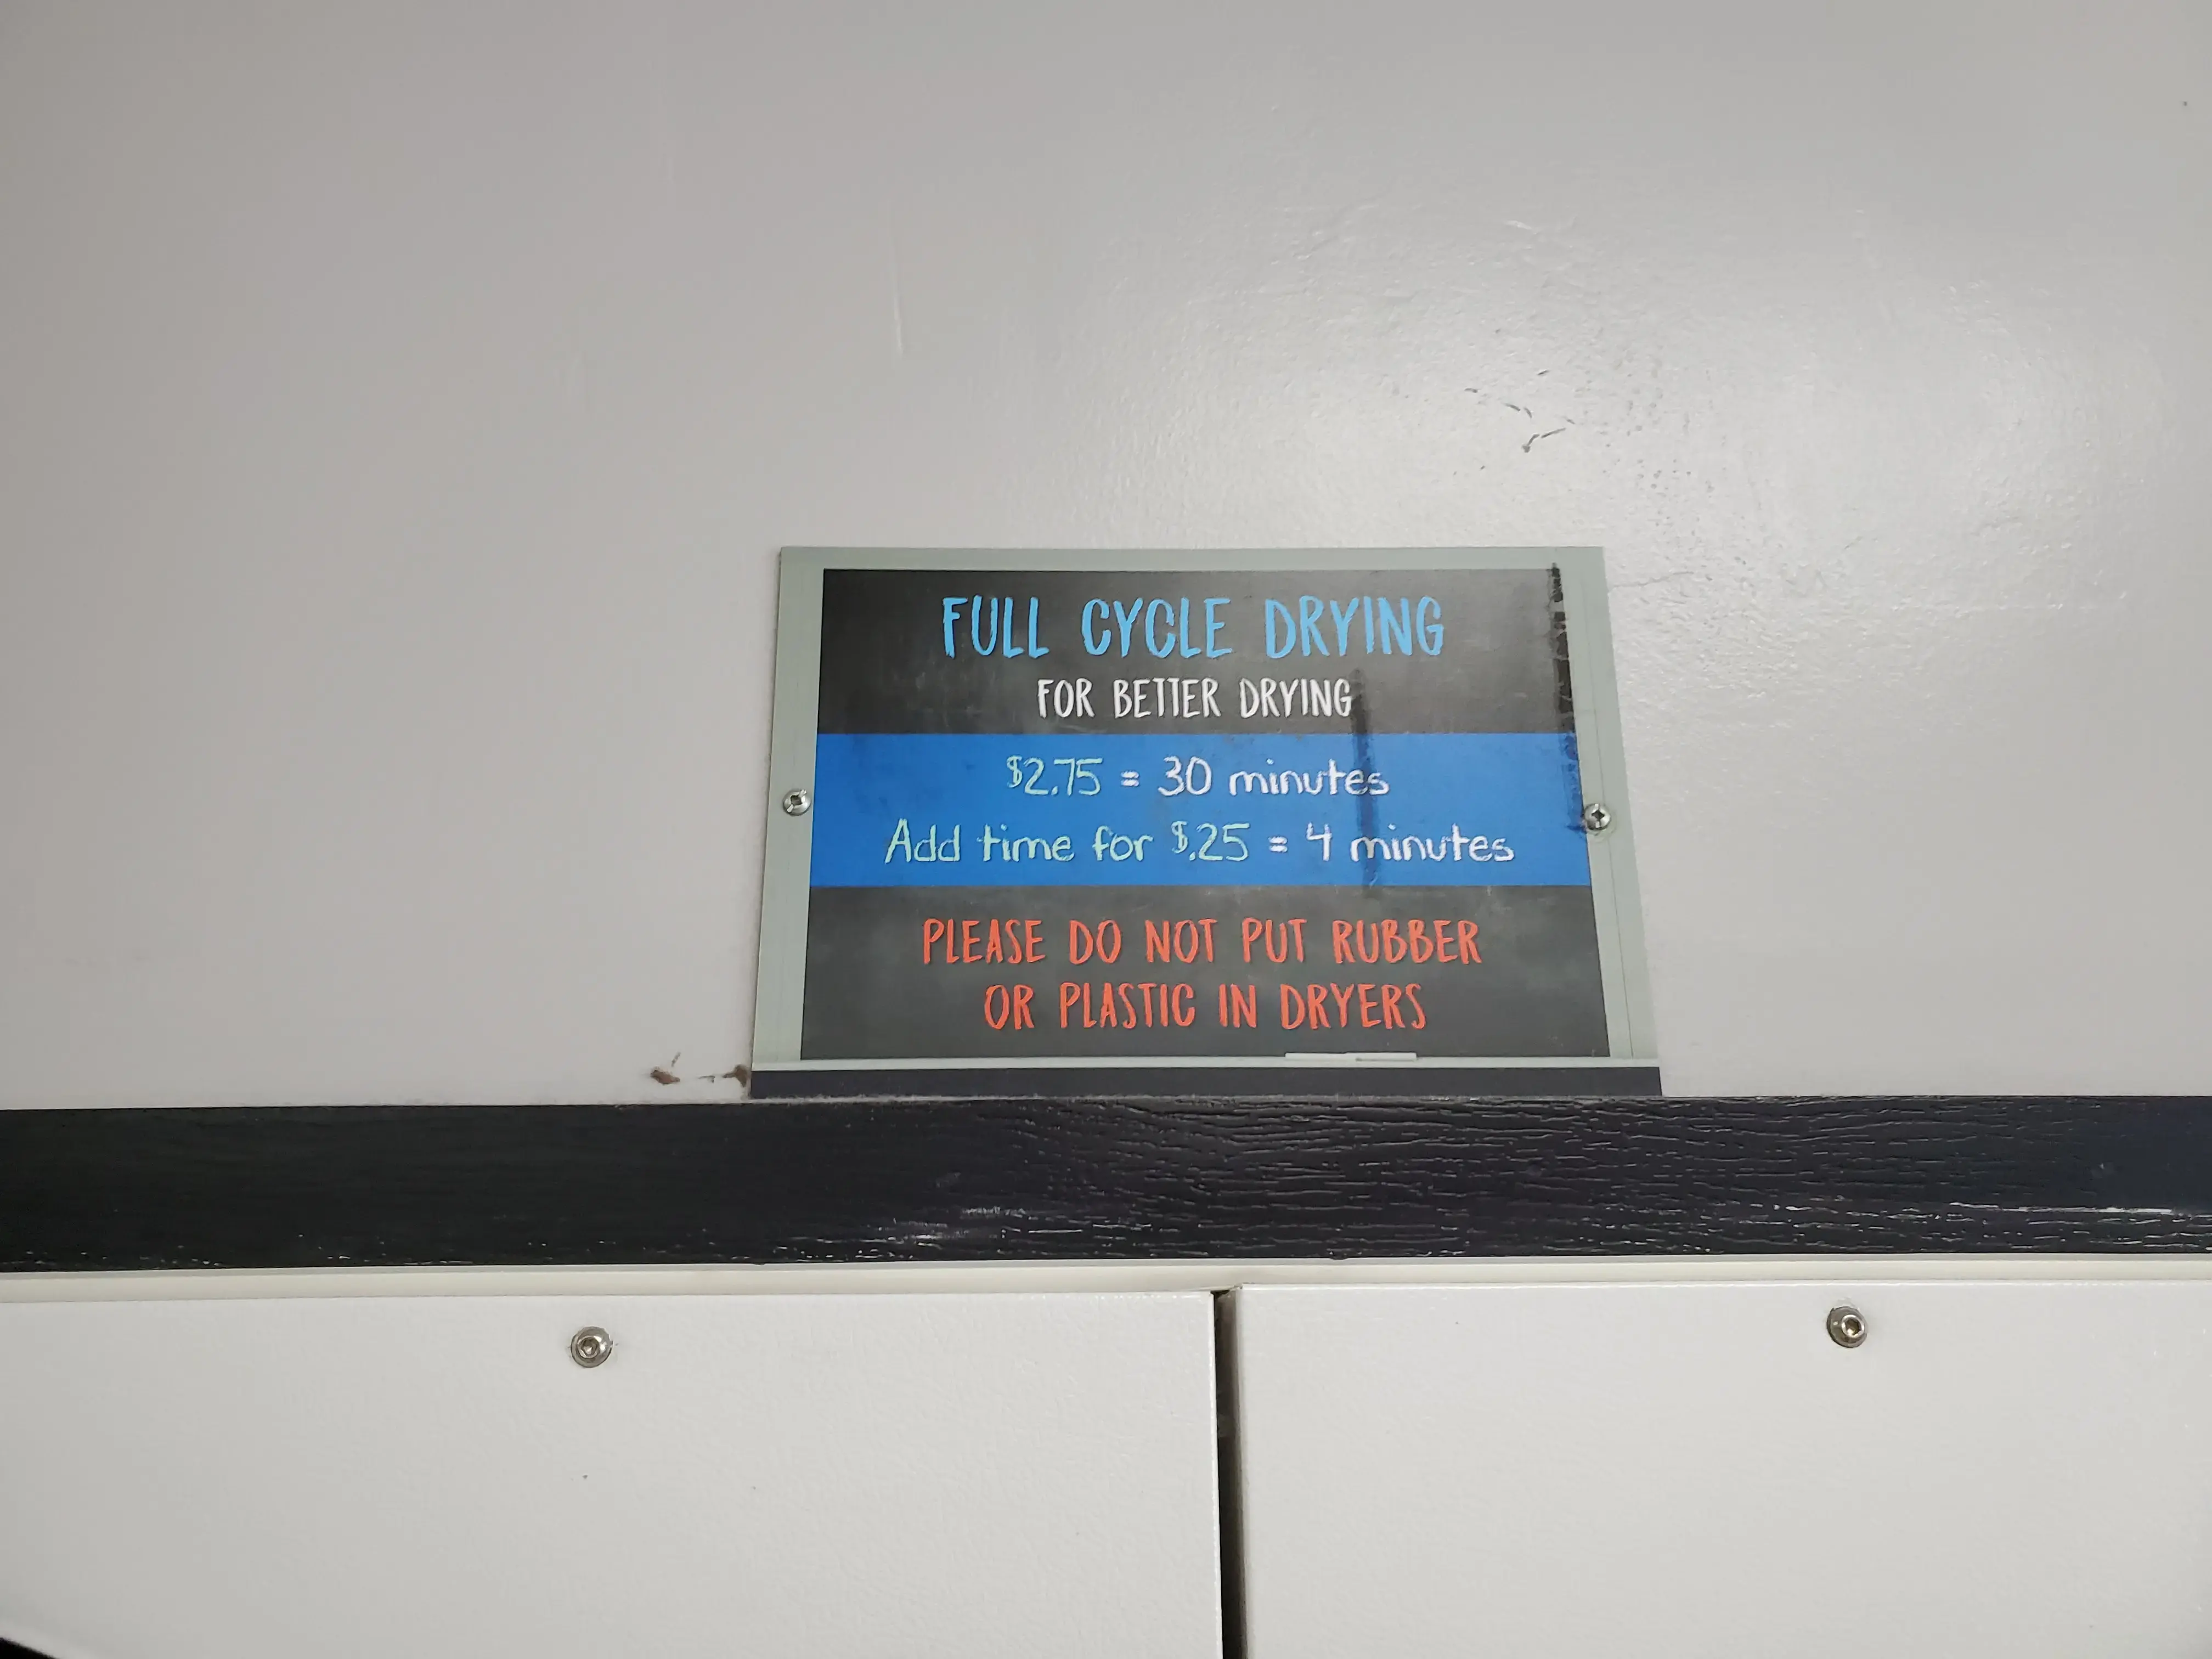 FULL CYCLE DRYING
FOR BETTER DRYING
$2.75 = 30 minutes
Add time for $.25 = 4 minutes
PLEASE DO NOT PUT RUBBER
OR PLASTIC IN DRYERS